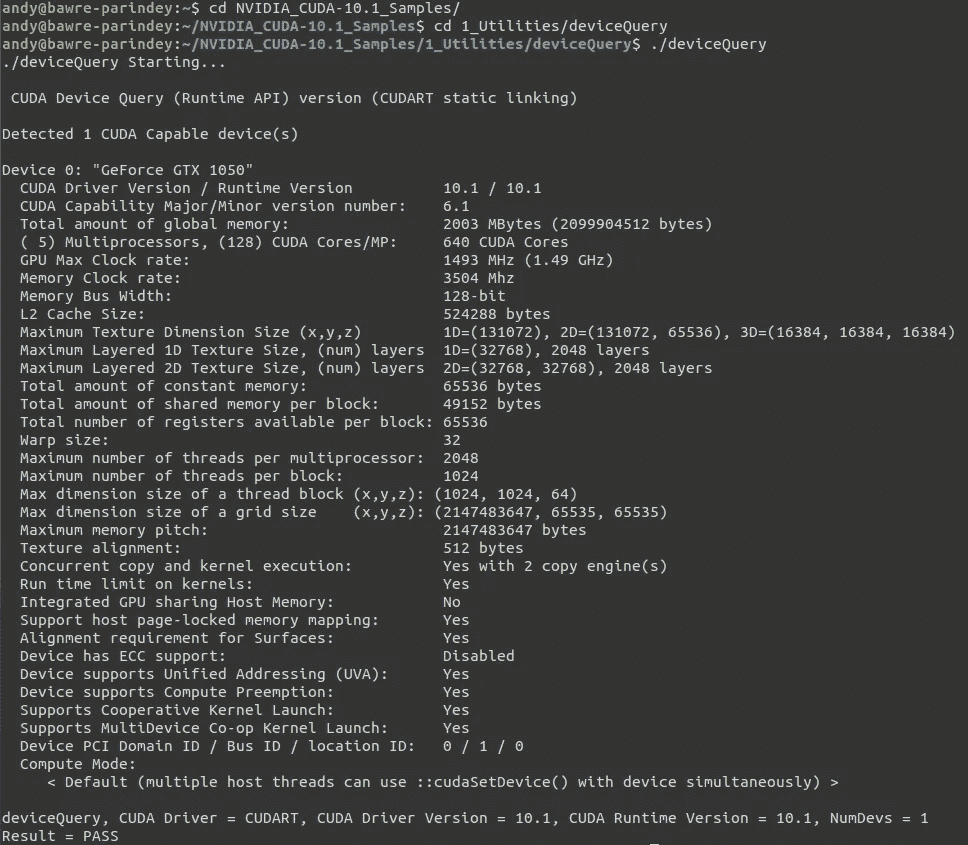 andy@bawre-parindey:~$ cd NVIDIA_CUDA-10.1_Samples/
andy@bawre-parindey:~/NVIDIA_CUDA-10.1_Samples$ cd 1_Utilities/deviceQuery
andy@bawre-parindey:~/NVIDIA_CUDA-10.1_Samples/1_Utilities/deviceQuery$ ./deviceQuery
./deviceQuery Starting...
CUDA Device Query (Runtime API) version (CUDART static linking)
Detected 1 CUDA Capable device(s)
Device 0: "GeForce GTX 1050"
CUDA Driver Version / Runtime Version 10.1 / 10.1
CUDA Capability Major/Minor version number: 6.1
Total amount of global memory: 2003 MBytes (2099904512 bytes)
( 5) Multiprocessors, (128) CUDA Cores/MP: 640 CUDA Cores
GPU Max Clock rate: 1493 MHz (1.49 GHz)
Memory Clock rate: 3504 Mhz
Memory Bus Width: 128-bit
L2 Cache Size: 524288 bytes
Maximum Texture Dimension Size (x,y,z) 1D=(131072), 2D=(131072, 65536), 3D=(16384, 16384, 16384)
Maximum Layered 1D Texture Size, (num) layers 1D=(32768), 2048 layers
Maximum Layered 2D Texture Size, (num) layers 2D=(32768, 32768), 2048 layers
Total amount of constant memory: 65536 bytes
Total amount of shared memory per block: 49152 bytes
Total number of registers available per block: 65536
Warp size: 32
Maximum number of threads per multiprocessor: 2048
Maximum number of threads per block: 1024
Max dimension size of a thread block (x,y,z): (1024, 1024, 64)
Max dimension size of a grid size (x,y,z): (2147483647, 65535, 65535)
Maximum memory pitch: 2147483647 bytes
Texture alignment: 512 bytes
Concurrent copy and kernel execution: Yes with 2 copy engine(s)
Run time limit on kernels: Yes
Integrated GPU sharing Host Memory: No
Support host page-locked memory mapping: Yes
Alignment requirement for Surfaces: Yes
Device has ECC support: Disabled
Device supports Unified Addressing (UVA): Yes
Device supports Compute Preemption: Yes
Supports Cooperative Kernel Launch: Yes
Supports MultiDevice Co-op Kernel Launch: Yes
Device PCI Domain ID / Bus ID / location ID: 0 / 1 / 0
Compute Mode:
< Default (multiple host threads can use ::cudaSetDevice() with device simultaneously) >
deviceQuery, CUDA Driver = CUDART, CUDA Driver Version = 10.1, CUDA Runtime Version = 10.1, NumDevs = 1
Result = PASS